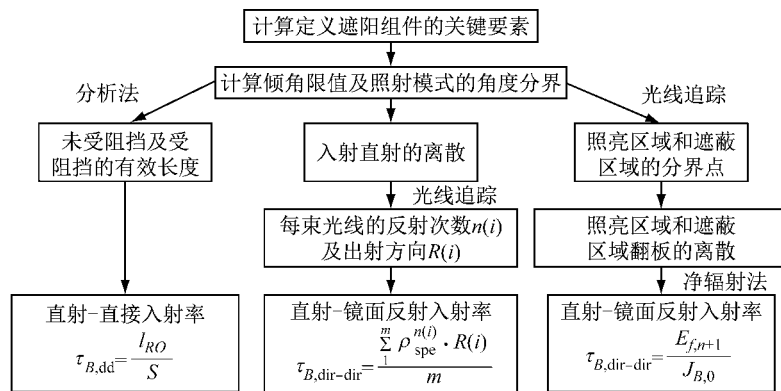 计算定义遮阳组件的关键要素
计算倾角限值及照射模式的角度分界
分析法
光线追踪
未受阻挡及受
阻挡的有效长度
入射直射的离散
照亮区域和遮蔽
区域的分界点
光线追踪
每束光线的反射次数n(i)
及出射方向R(i)
照亮区域和遮蔽
区域翻板的离散
净辐射法
直射-直接入射率
τ_{B,dd}=\frac{l_{RO}}{S}
直射-镜面反射入射率
τ_{B,dir-dir}=\frac{\sum_{1}^{m} ρ_{spe}^{n(i)}·R(i)}{m}
直射-镜面反射入射率
τ_{B,dir-dir}=\frac{E_{f,n+1}}{J_{B,0}}